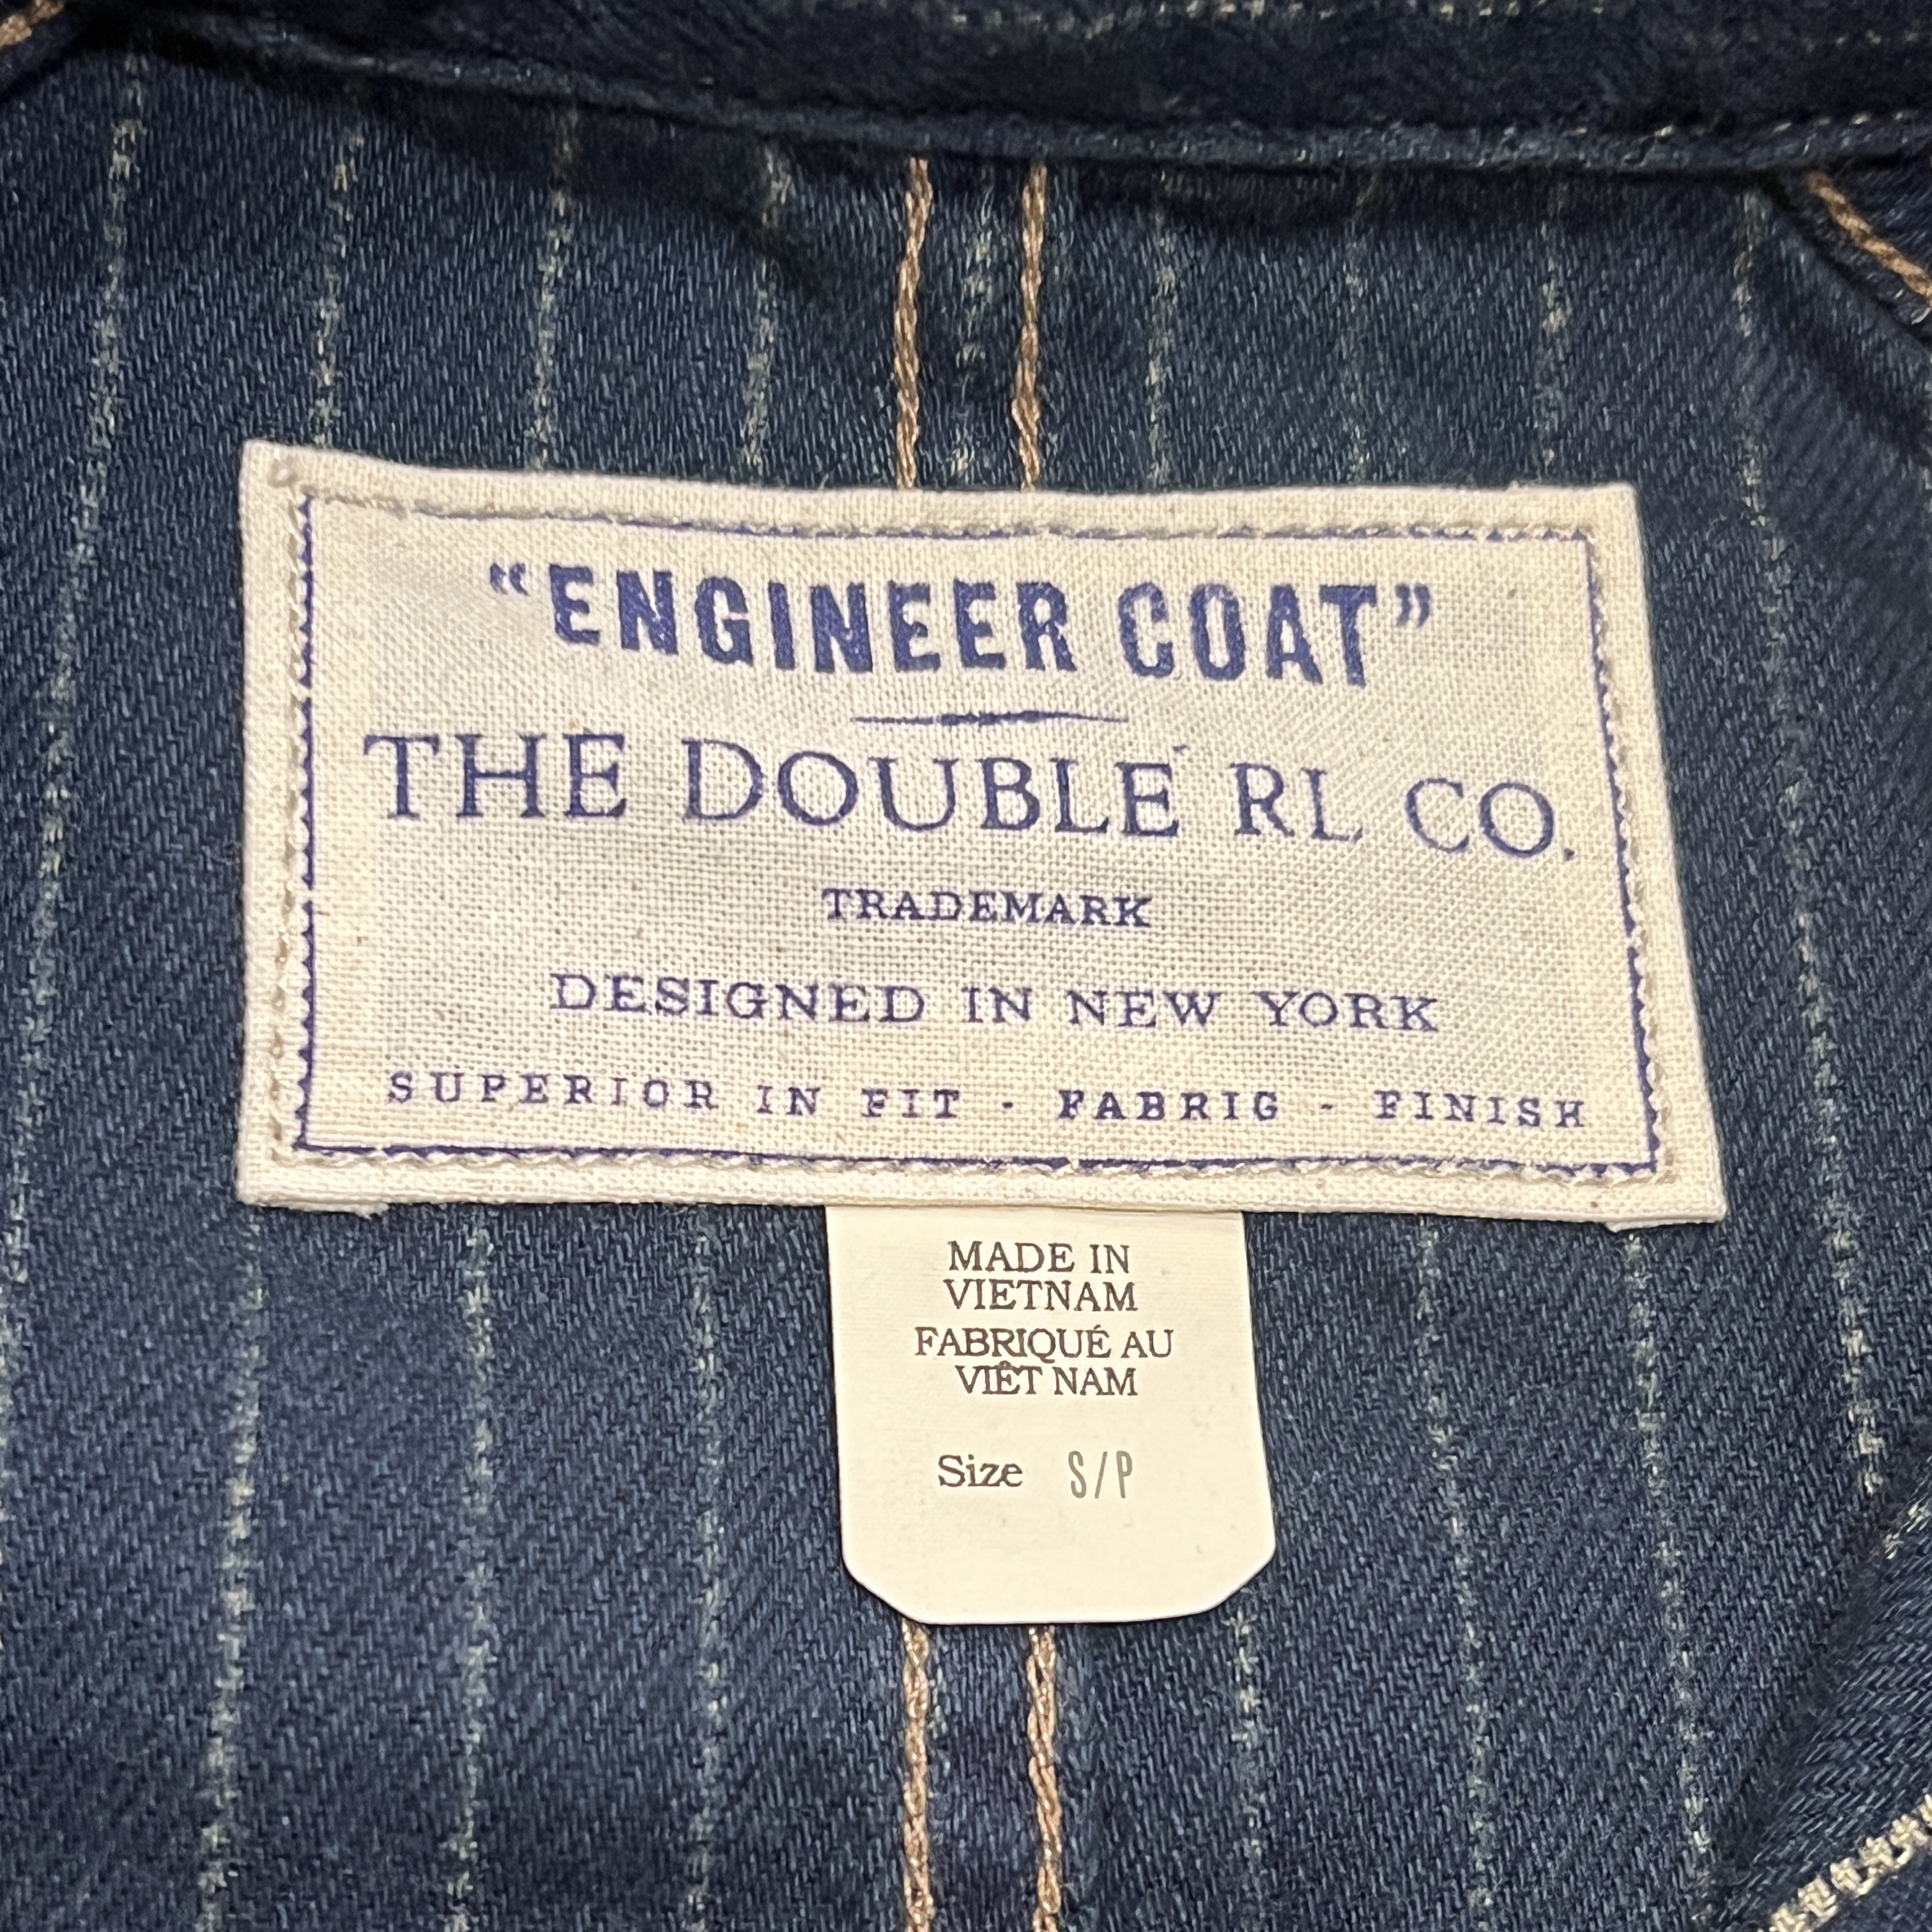 “ENGINEER COAT”
THE DOUBLE RL CO.
TRADEMARK
DESIGNED IN NEW YORK
SUPERIOR IN FIT - FABRIG - FINISH
MADE IN
VIETNAM
FABRIQUÉ AU
VIÊT NAM
Size S/P